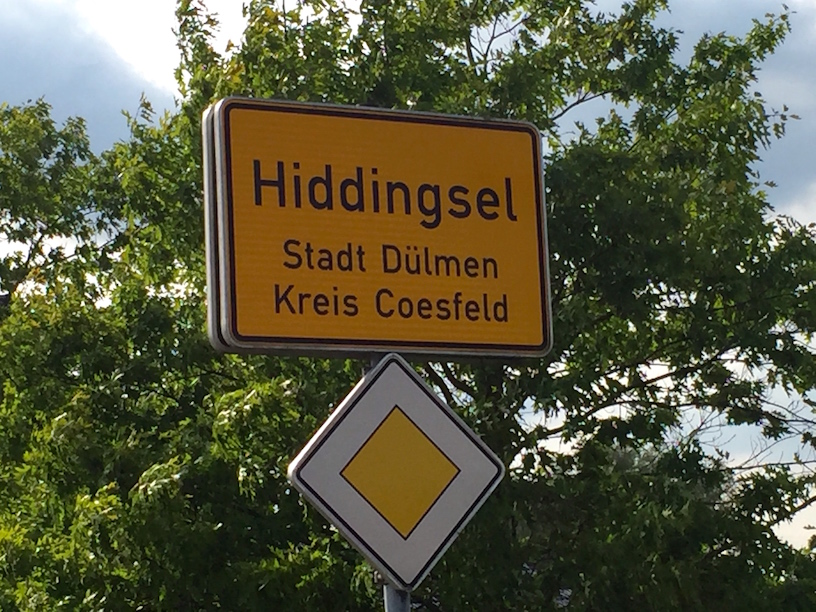 Hiddingsel
Stadt Dülmen
Kreis Coesfeld